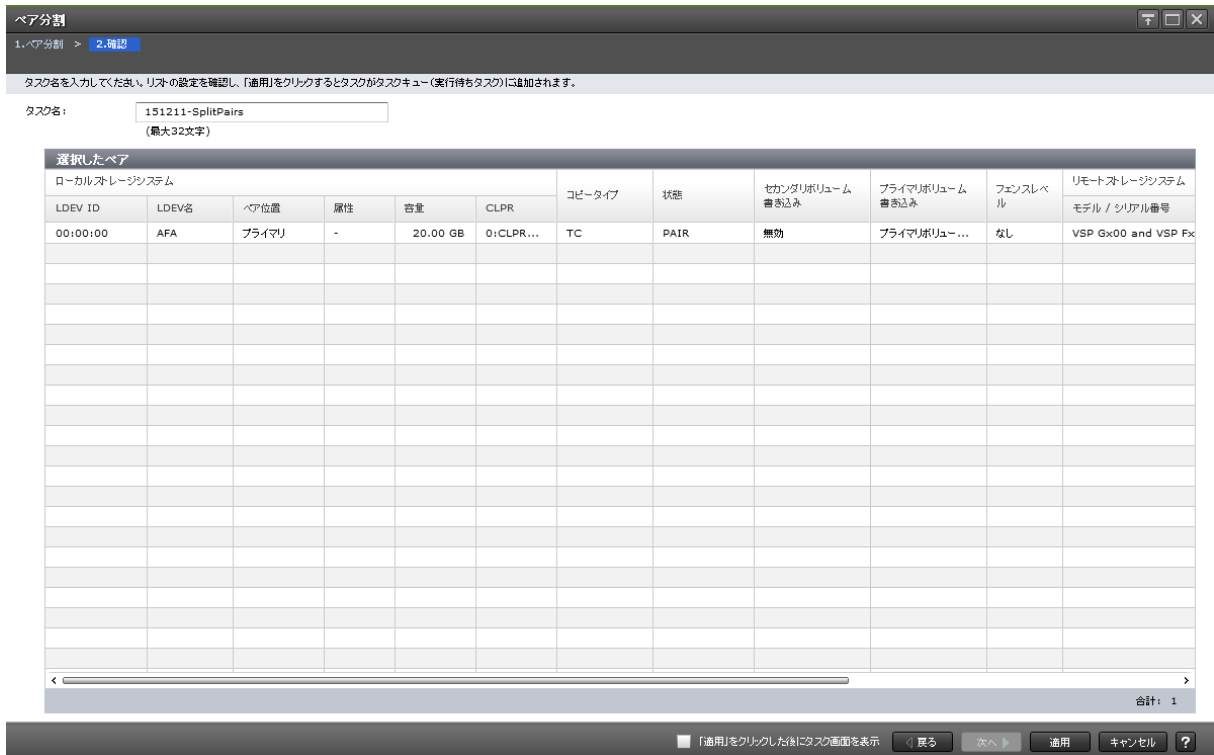 ペア分割
1.ペア分割 > 2.確認
タスク名を入力してください。リストの設定を確認し、「適用」をクリックするとタスクがタスクキュー(実行待ちタスク)に追加されます。
タスク名: 151211-SplitPairs
(最大32文字)
選択したペア
ローカルストレージシステム コピータイプ 状態 セカンダリボリューム書き込み プライマリボリューム書き込み フェンスレベル リモートストレージシステム
LDEV ID LDEV名 ペア位置 属性 容量 CLPR モデル / シリアル番号
00:00:00 AFA プライマリ - 20.00 GB 0:CLPR... TC PAIR 無効 プライマリボリュー... なし VSP Gx00 and VSP Fx
合計: 1
「適用」をクリックした後にタスク画面を表示 戻る 次へ 適用 キャンセル ?